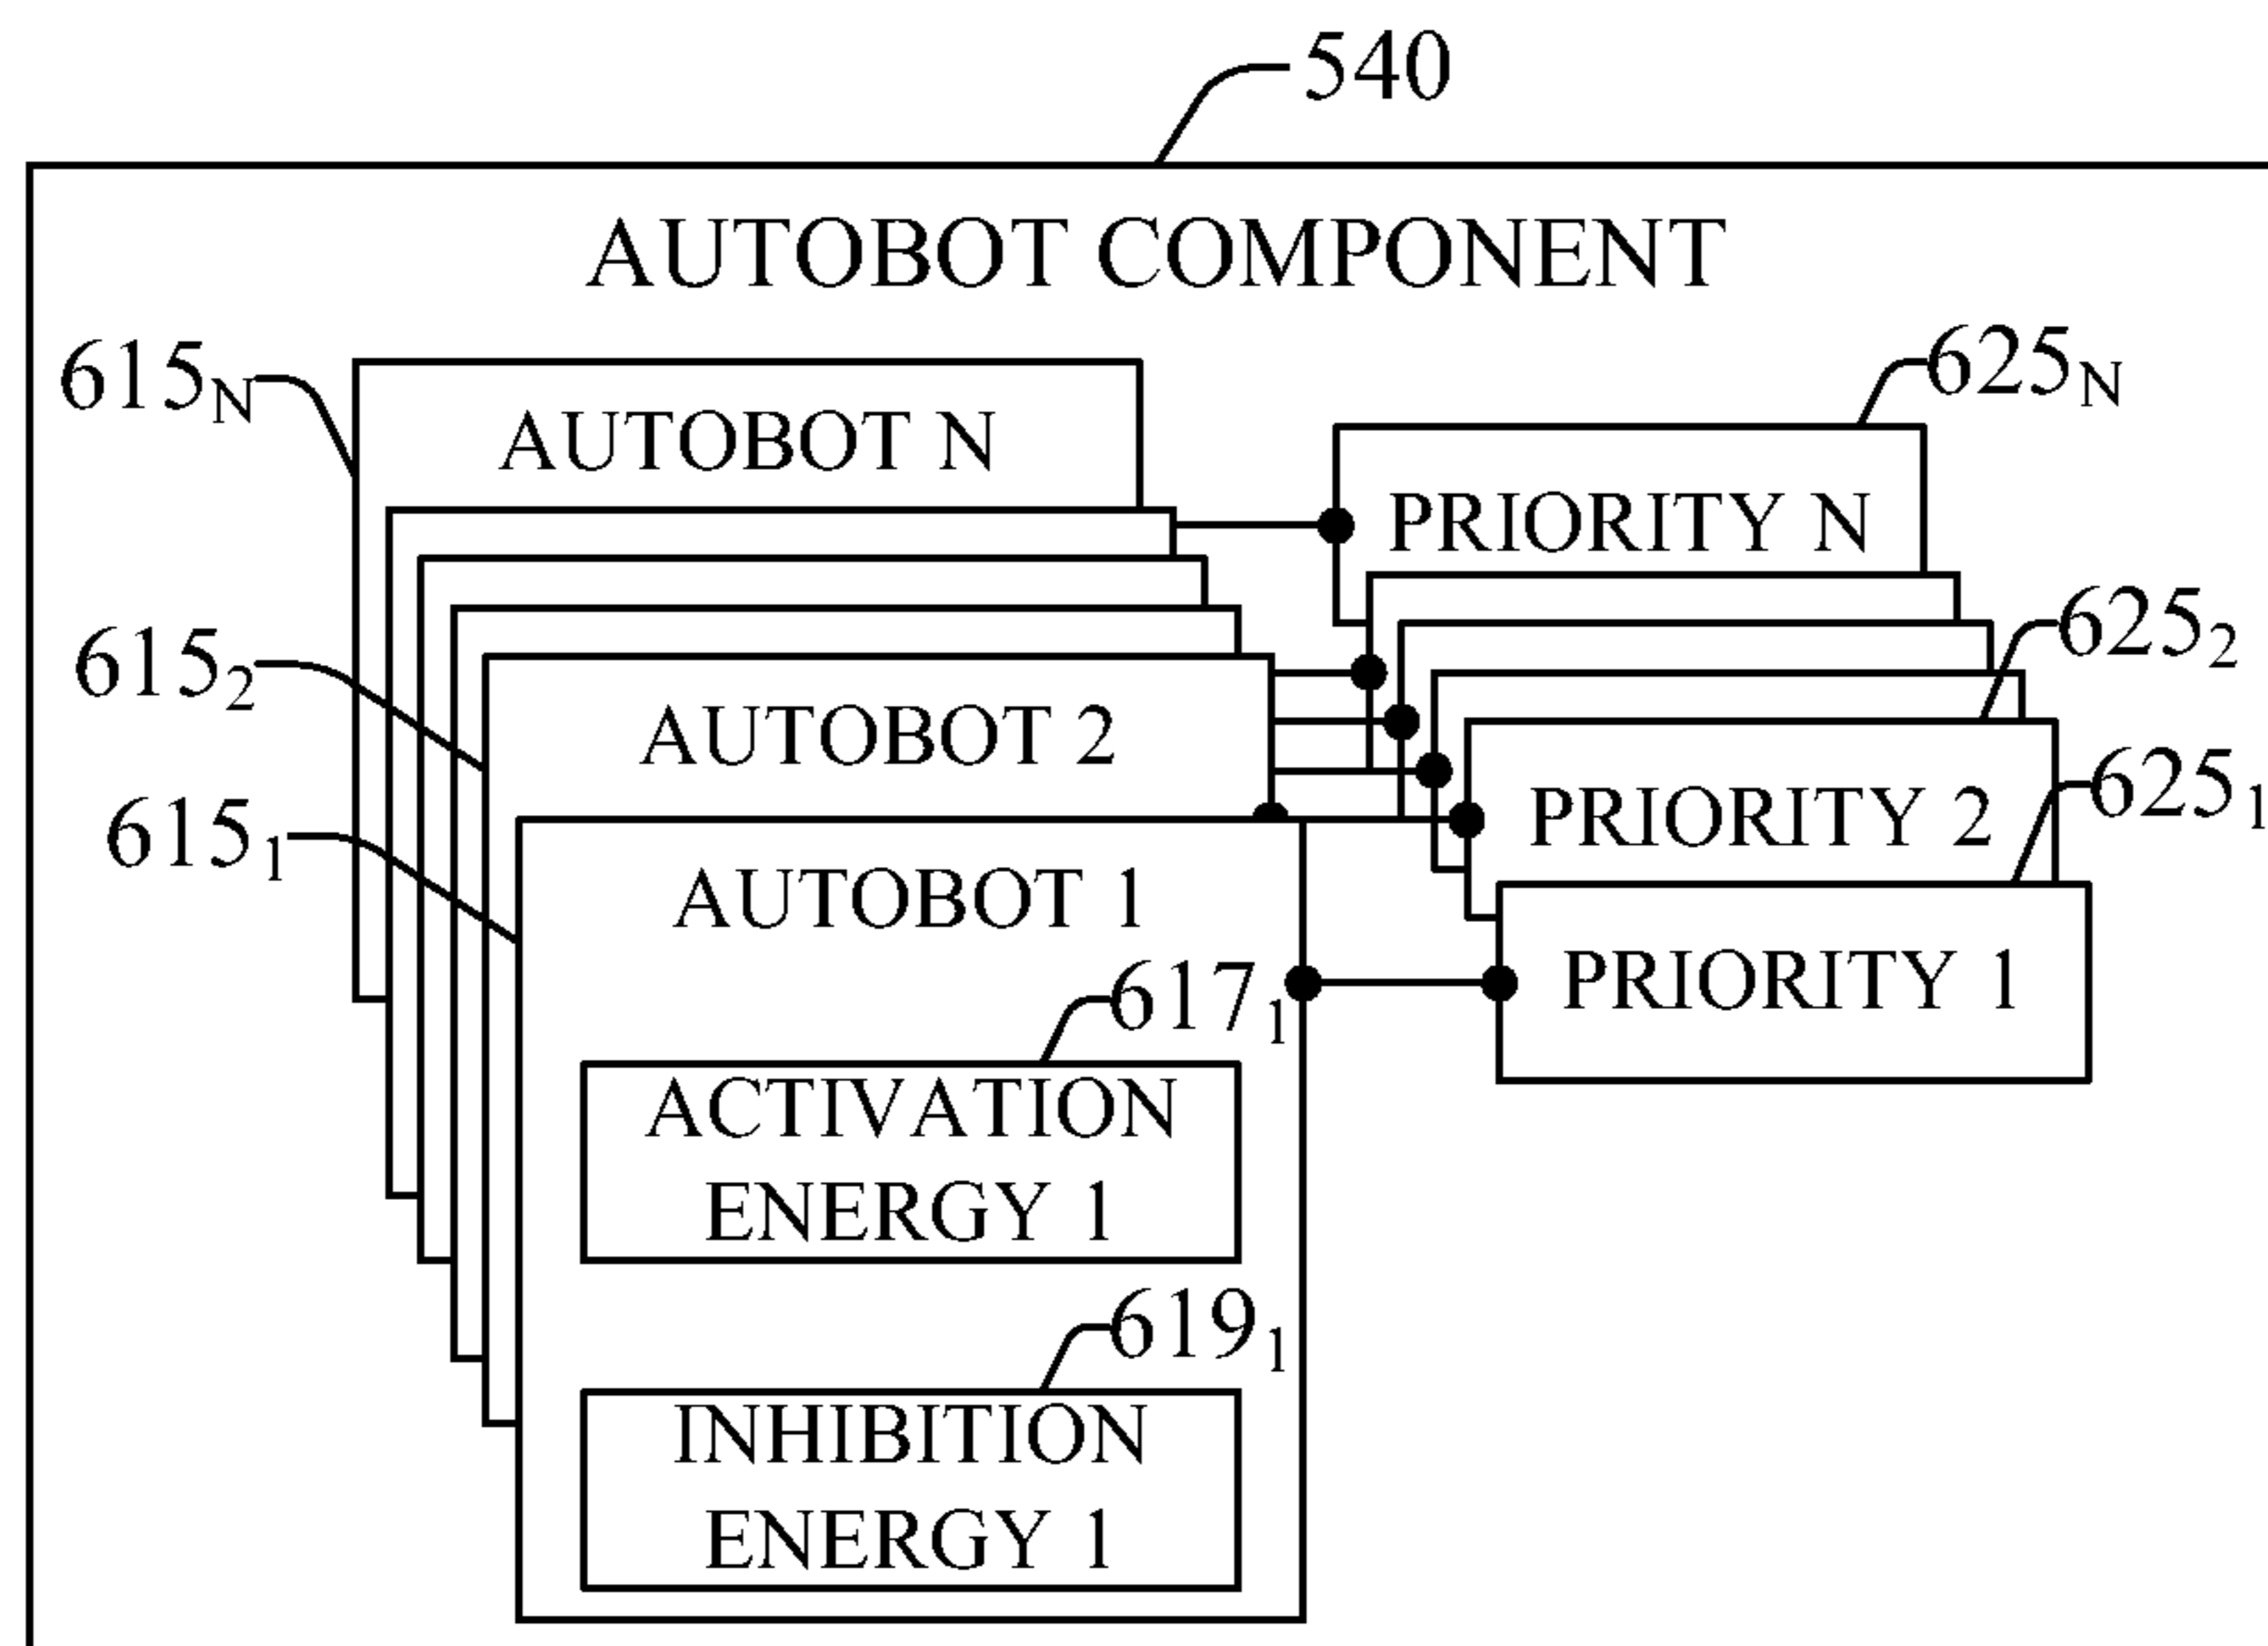 540
AUTOBOT COMPONENT
615N
625N
AUTOBOT N
PRIORITY N
615₂
625₂
AUTOBOT 2
625₁
PRIORITY 2
615₁
AUTOBOT 1
617₁
PRIORITY 1
ACTIVATION
ENERGY 1
619₁
INHIBITION
ENERGY 1